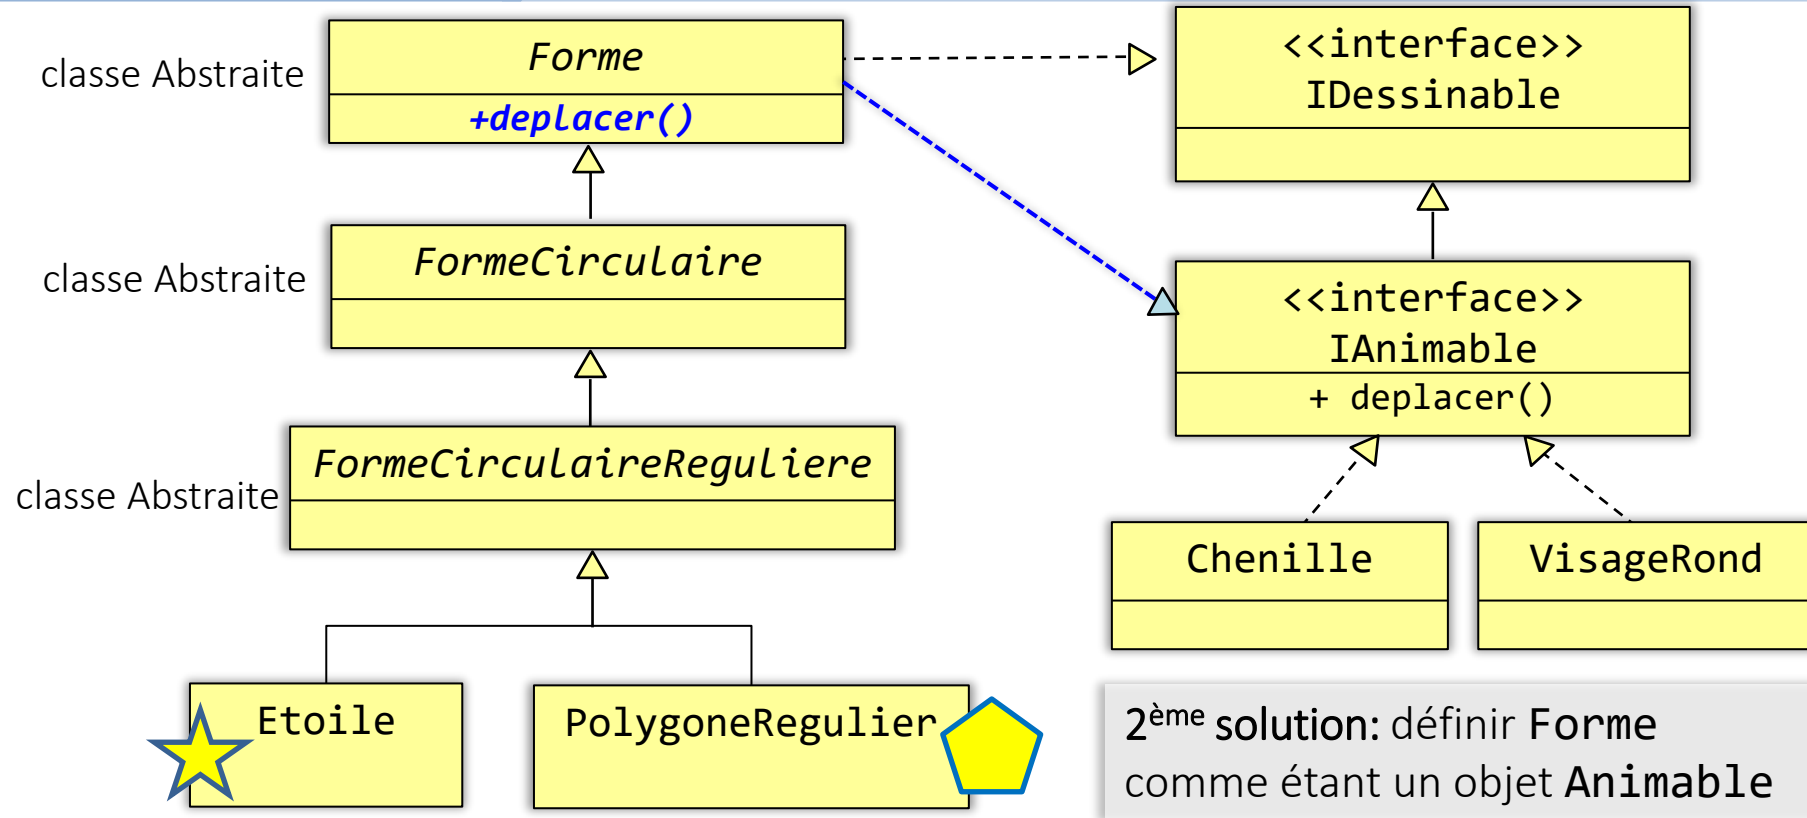 classe Abstraite
Forme
+deplacer()
<<interface>>
IDessinable
classe Abstraite
FormeCirculaire
<<interface>>
IAnimable
+ deplacer()
classe Abstraite
FormeCirculaireReguliere
Chenille
VisageRond
Etoile
PolygoneRegulier
2ème solution: définir Forme
comme étant un objet Animable